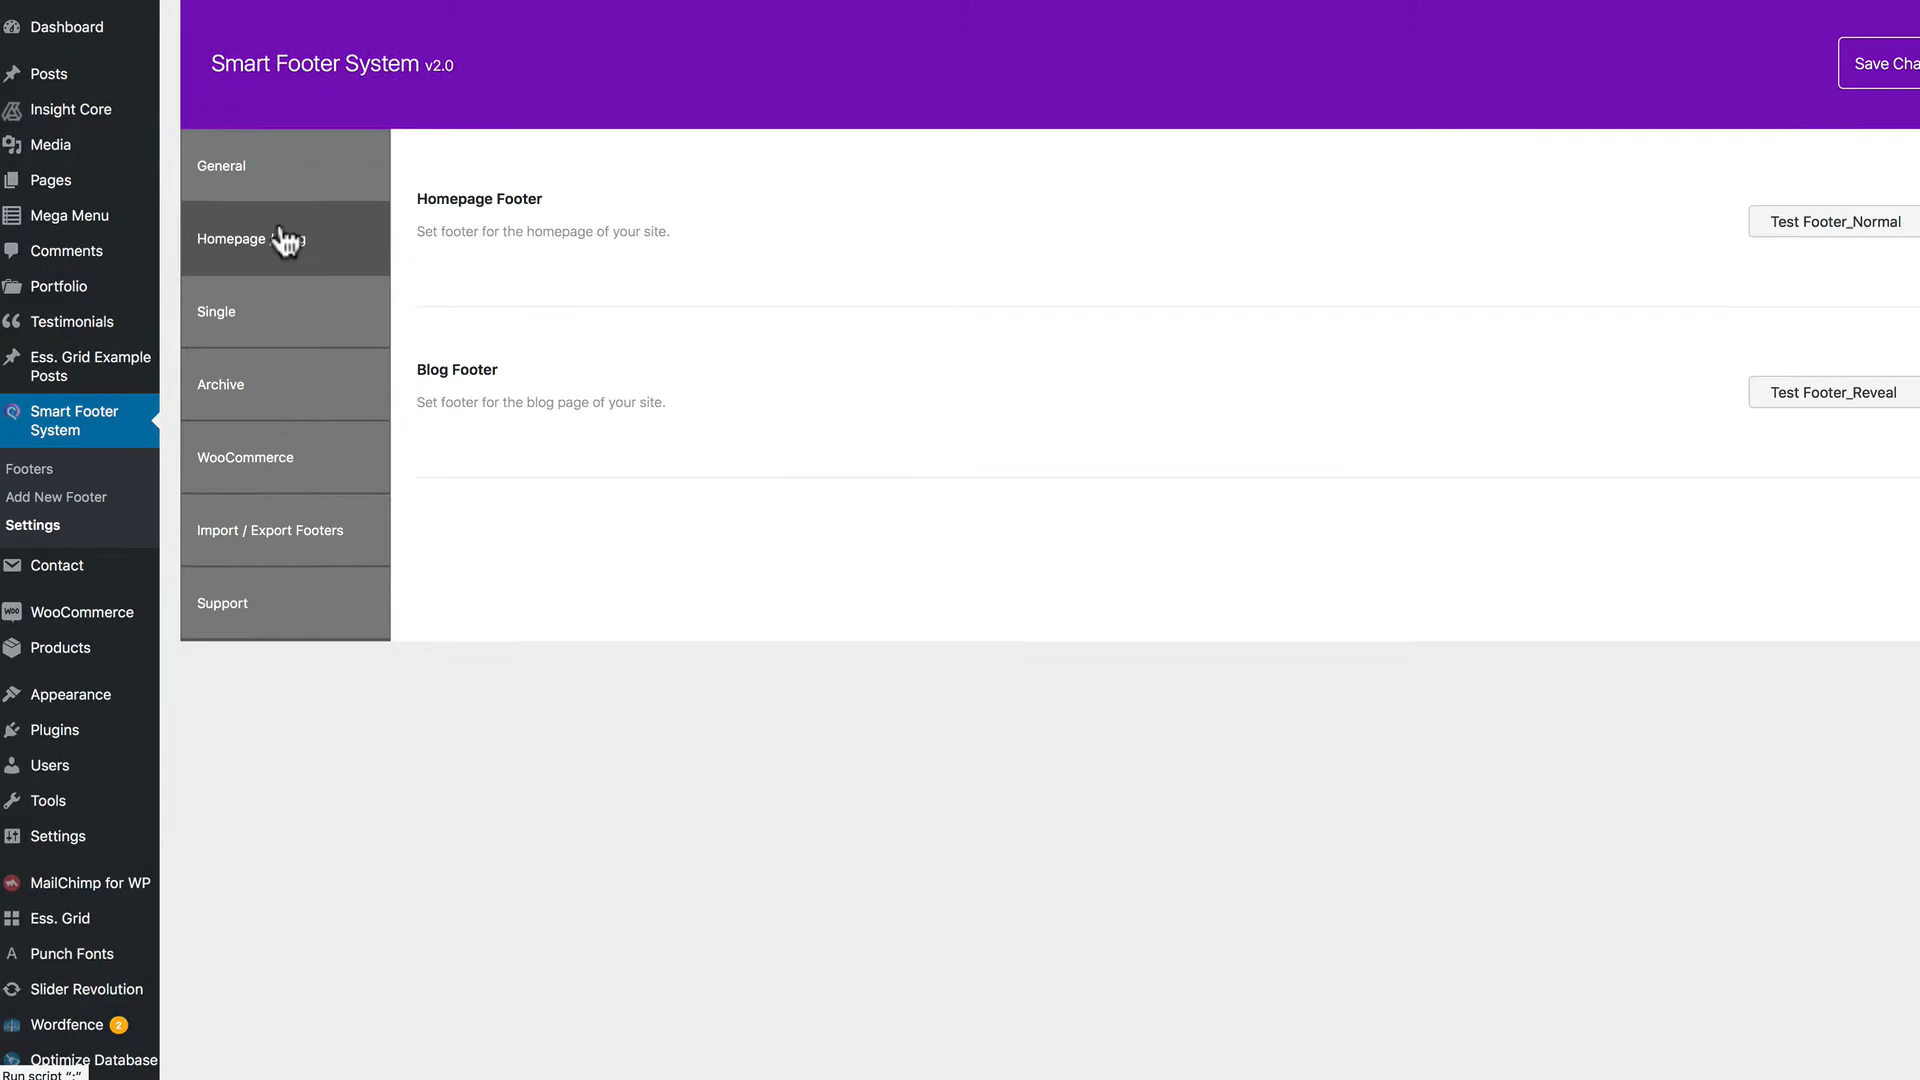 Dashboard
Posts
Insight Core
Media
Pages
Mega Menu
Comments
Portfolio
Testimonials
Ess. Grid Example
Posts
Smart Footer
System
Footers
Add New Footer
Settings
Contact
WooCommerce
Products
Appearance
Plugins
Users
Tools
Settings
MailChimp for WP
Ess. Grid
Punch Fonts
Slider Revolution
Wordfence 2
Optimize Database
Run script ":"
Smart Footer System v2.0
Save Cha
General
Homepage
Single
Archive
WooCommerce
Import / Export Footers
Support
Homepage Footer
Set footer for the homepage of your site.
Test Footer_Normal
Blog Footer
Set footer for the blog page of your site.
Test Footer_Reveal